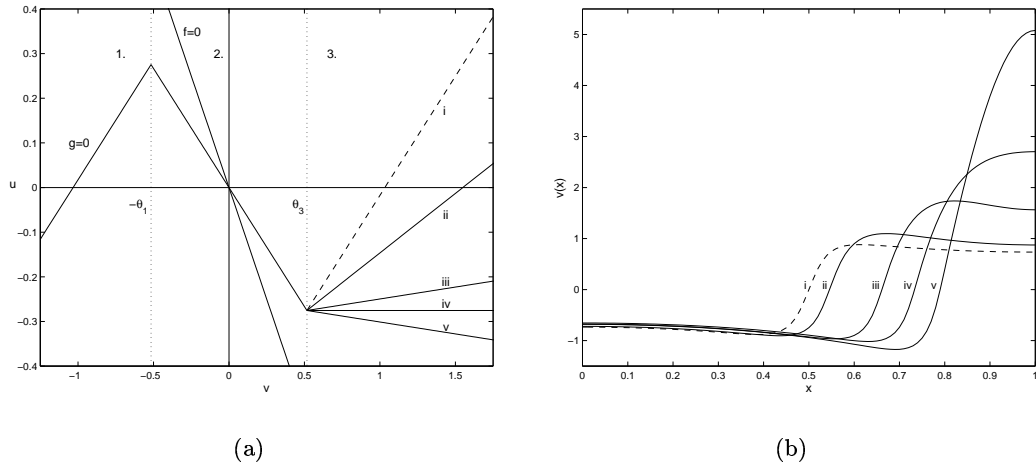 0.4
0.3
0.2
0.1
0
−0.1
−0.2
−0.3
−0.4
u
−1
−0.5
0
0.5
1
1.5
v
1.
f=0
2.
3.
g=0
−θ1
θ3
i
ii
iii
iv
v
(a)
5
4
3
2
1
0
−1
v(x)
0
0.1
0.2
0.3
0.4
0.5
0.6
0.7
0.8
0.9
1
x
i
ii
iii
iv
v
(b)